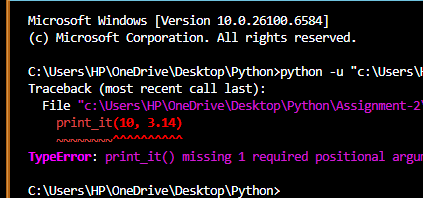 Microsoft Windows [Version 10.0.26100.6584]
(c) Microsoft Corporation. All rights reserved.
C:\Users\HP\OneDrive\Desktop\Python>python -u "c:\Users\H
Traceback (most recent call last):
File "c:\Users\HP\OneDrive\Desktop\Python\Assignment-2\
print_it(10, 3.14)
~~~~~~~~^^^^^^^^^^
TypeError: print_it() missing 1 required positional argum
C:\Users\HP\OneDrive\Desktop\Python>